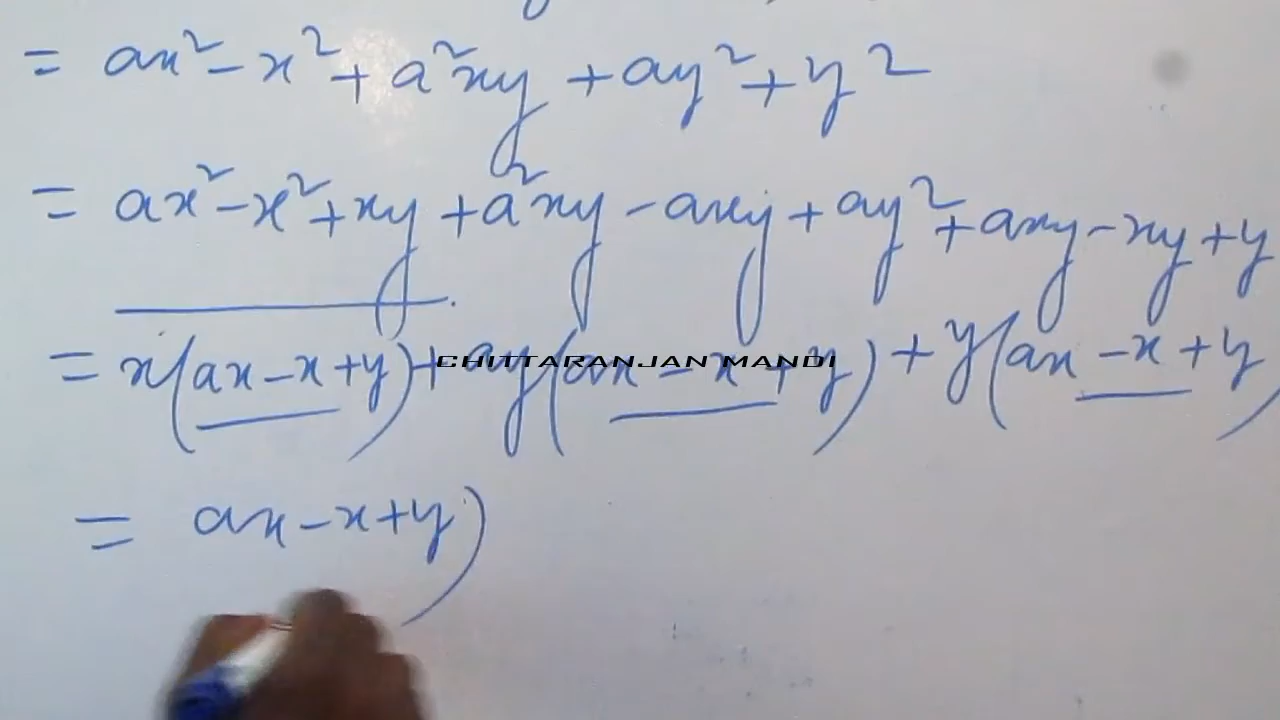 = ax² - x² + a²xy + ay² + y²
= ax² - x² + xy + a²xy - axy + ay² + axy - xy + y
= x(ax - x + y) + ay(ax - x + y) + y(ax - x + y
CHITTARANJAN MANDI
= ax - x + y)